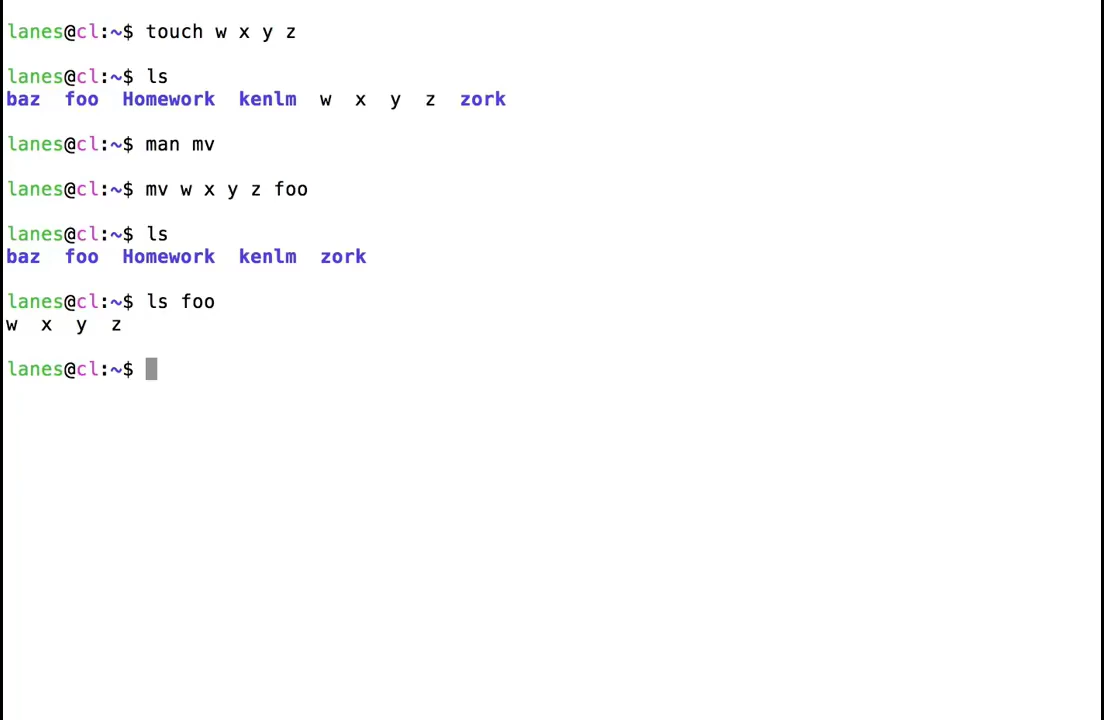 lanes@cl:~$ touch w x y z
lanes@cl:~$ ls
baz  foo  Homework  kenlm  w  x  y  z  zork
lanes@cl:~$ man mv
lanes@cl:~$ mv w x y z foo
lanes@cl:~$ ls
baz  foo  Homework  kenlm  zork
lanes@cl:~$ ls foo
w  x  y  z
lanes@cl:~$